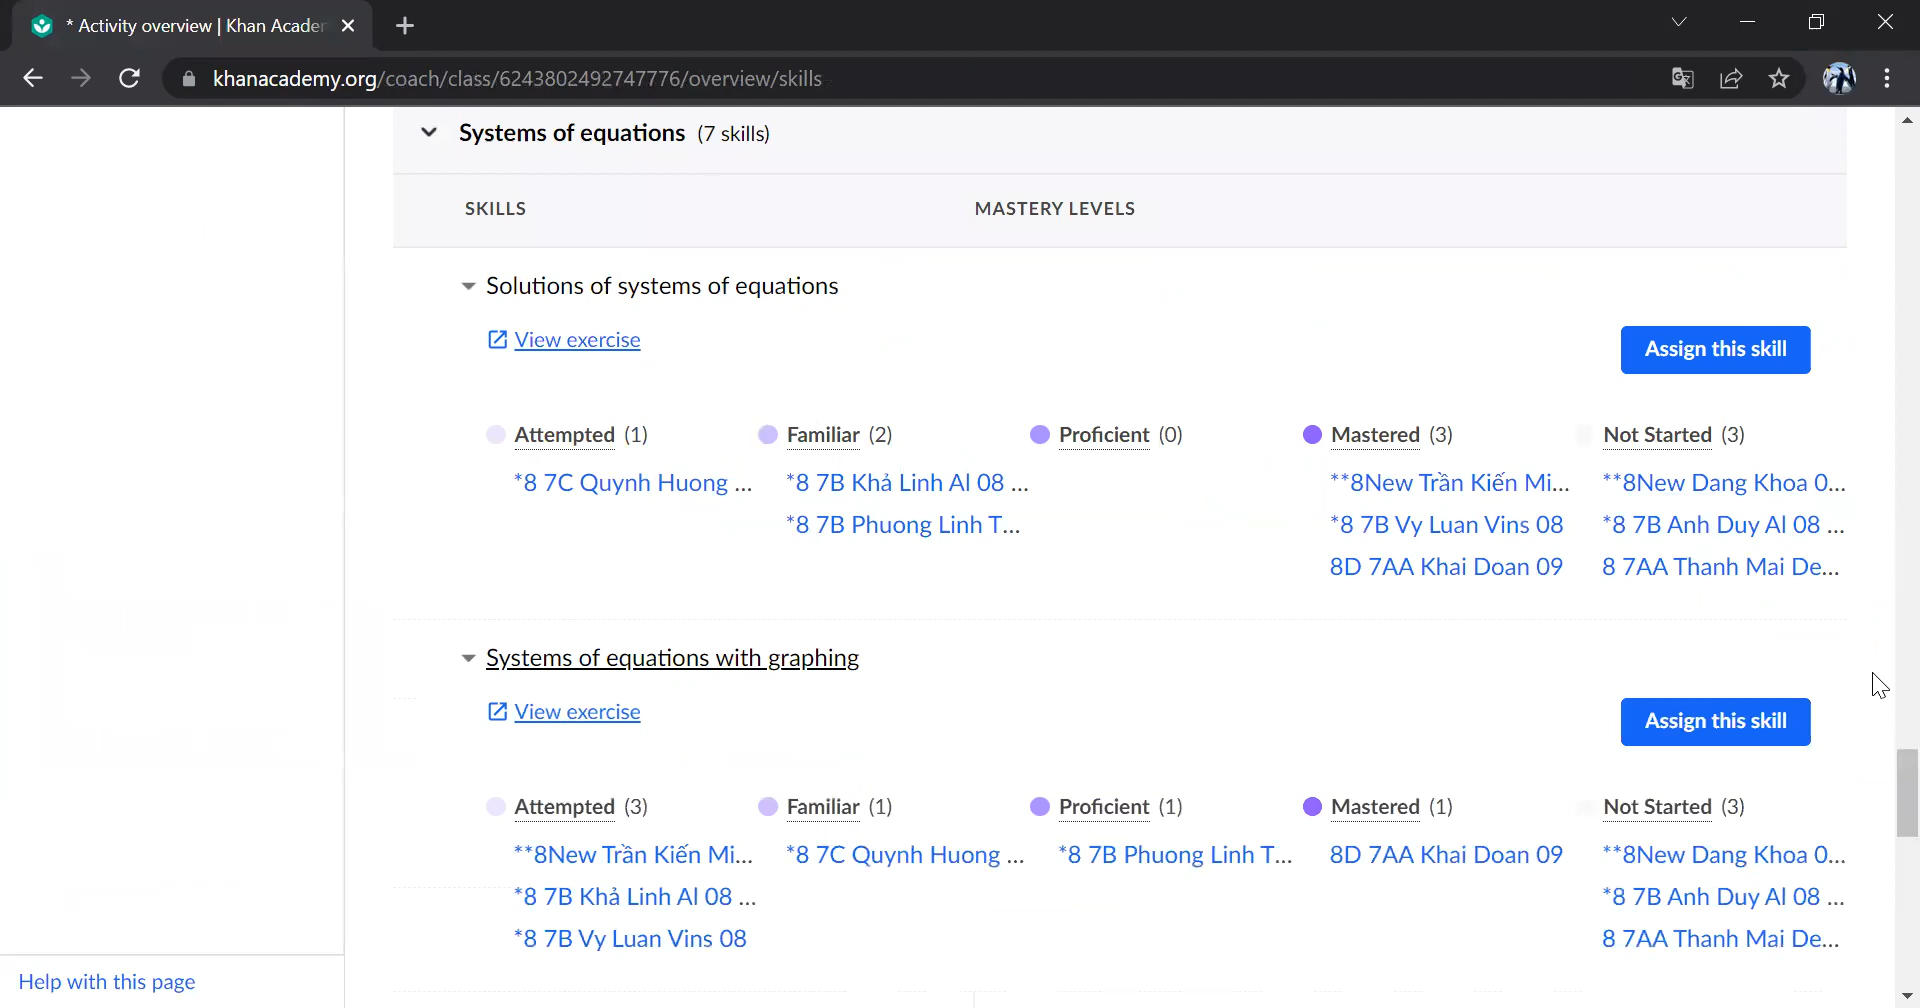 * Activity overview | Khan Acader
khanacademy.org/coach/class/6243802492747776/overview/skills
Systems of equations (7 skills)
SKILLS MASTERY LEVELS
Solutions of systems of equations
View exercise
Assign this skill
Attempted (1) Familiar (2) Proficient (0) Mastered (3) Not Started (3)
*8 7C Quynh Huong ... *8 7B Khả Linh Al 08 ... **8New Trần Kiến Mi... **8New Dang Khoa 0...
*8 7B Phuong Linh T... *8 7B Vy Luan Vins 08 *8 7B Anh Duy Al 08 ...
8D 7AA Khai Doan 09 8 7AA Thanh Mai De...
Systems of equations with graphing
View exercise
Assign this skill
Attempted (3) Familiar (1) Proficient (1) Mastered (1) Not Started (3)
**8New Trần Kiến Mi... *8 7C Quynh Huong ... *8 7B Phuong Linh T... 8D 7AA Khai Doan 09 **8New Dang Khoa 0...
*8 7B Khả Linh Al 08 ... *8 7B Anh Duy Al 08 ...
*8 7B Vy Luan Vins 08 8 7AA Thanh Mai De...
Help with this page